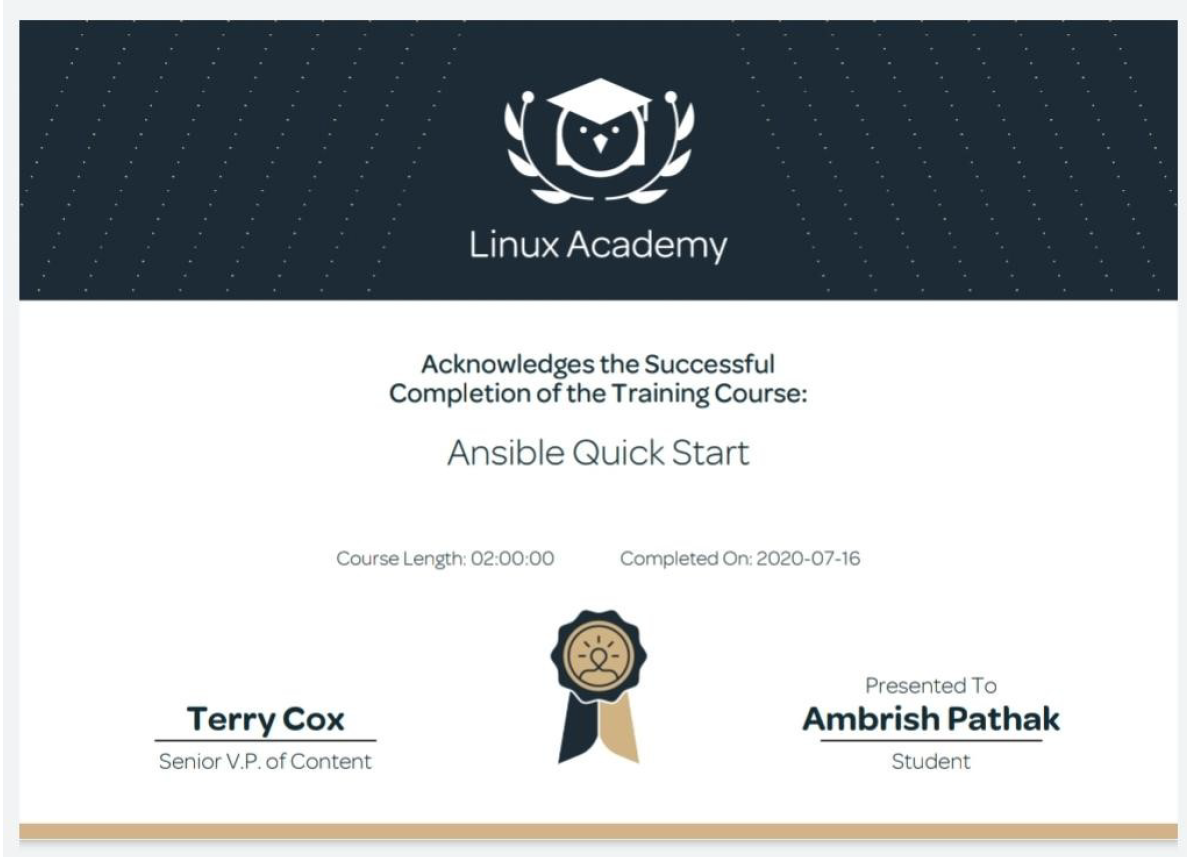 Linux Academy
Acknowledges the Successful
Completion of the Training Course:
Ansible Quick Start
Course Length: 02:00:00
Completed On: 2020-07-16
Terry Cox
Senior V.P. of Content
Presented To
Ambrish Pathak
Student